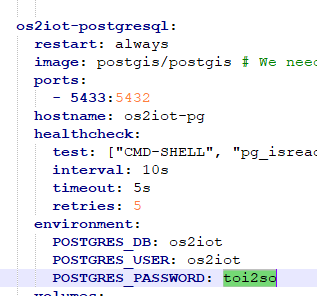 os2iot-postgresql:
restart: always
image: postgis/postgis # We need
ports:
- 5433:5432
hostname: os2iot-pg
healthcheck:
test: ["CMD-SHELL", "pg_isrea
interval: 10s
timeout: 5s
retries: 5
environment:
POSTGRES_DB: os2iot
POSTGRES_USER: os2iot
POSTGRES_PASSWORD: toi2so
volumes: